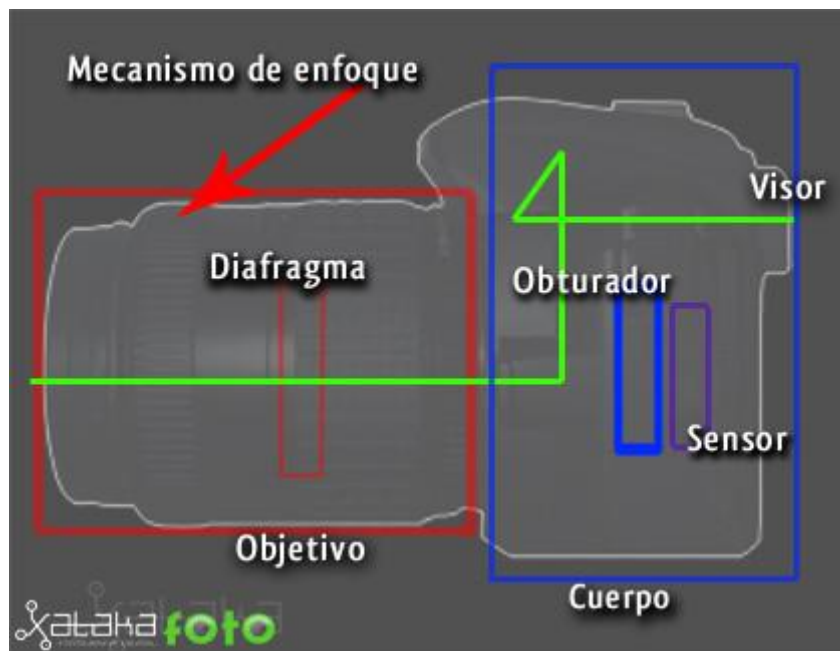 Mecanismo de enfoque
Visor
Diafragma
Obturador
Sensor
Objetivo
Cuerpo
Xataka foto